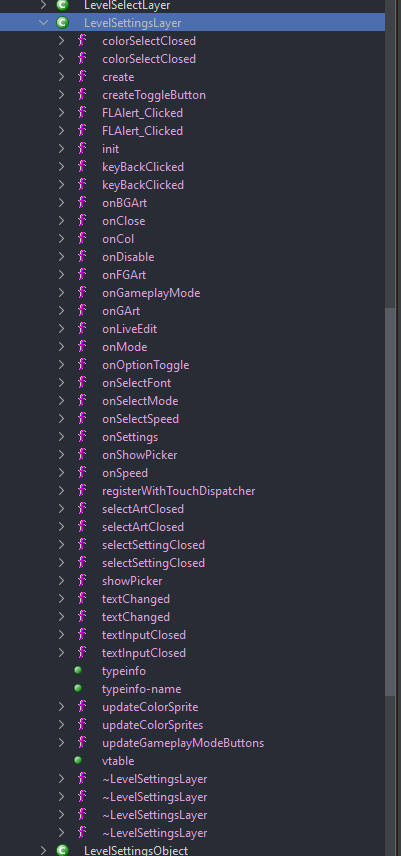 LevelSelectLayer
LevelSettingsLayer
colorSelectClosed
colorSelectClosed
create
createToggleButton
FLAlert_Clicked
FLAlert_Clicked
init
keyBackClicked
keyBackClicked
onBGArt
onClose
onCol
onDisable
onFGArt
onGameplayMode
onGArt
onLiveEdit
onMode
onOptionToggle
onSelectFont
onSelectMode
onSelectSpeed
onSettings
onShowPicker
onSpeed
registerWithTouchDispatcher
selectArtClosed
selectArtClosed
selectSettingClosed
selectSettingClosed
showPicker
textChanged
textChanged
textInputClosed
textInputClosed
typeinfo
typeinfo-name
updateColorSprite
updateColorSprites
updateGameplayModeButtons
vtable
~LevelSettingsLayer
~LevelSettingsLayer
~LevelSettingsLayer
~LevelSettingsLayer
LevelSettingsObject